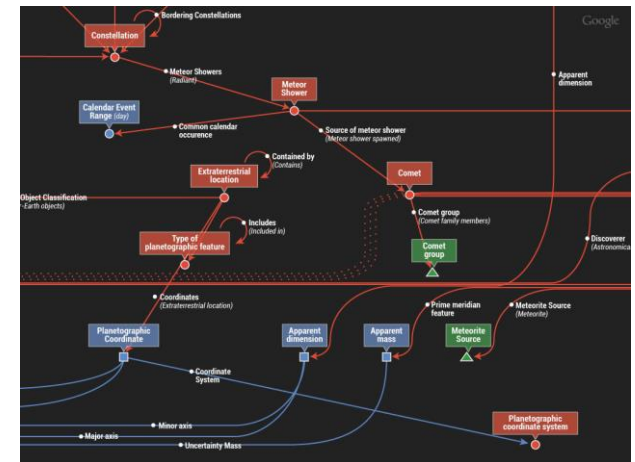 Bordering Constellations
Google
Constellation
Meteor Showers
(Radiant)
Apparent
dimension
Meteor
Shower
Calendar Event
Range (day)
Common calendar
occurence
Source of meteor shower
(Meteor shower spawned)
Contained by
(Contains)
Extraterrestrial
location
Comet
Object Classification
-Earth objects)
Includes
(Included in)
Comet group
(Comet family members)
Type of
planetographic feature
Comet
group
Discoverer
(Astronomica
Coordinates
(Extraterrestrial location)
Prime meridian
feature
Meteorite Source
(Meteorite)
Planetographic
Coordinate
Apparent
dimension
Apparent
mass
Meteorite
Source
Coordinate
System
Minor axis
Major axis
Uncertainty Mass
Planetographic
coordinate system